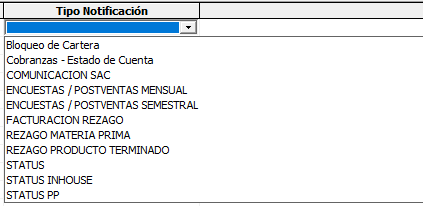 Tipo Notificación
Bloqueo de Cartera
Cobranzas - Estado de Cuenta
COMUNICACION SAC
ENCUESTAS / POSTVENTAS MENSUAL
ENCUESTAS / POSTVENTAS SEMESTRAL
FACTURACION REZAGO
REZAGO MATERIA PRIMA
REZAGO PRODUCTO TERMINADO
STATUS
STATUS INHOUSE
STATUS PP